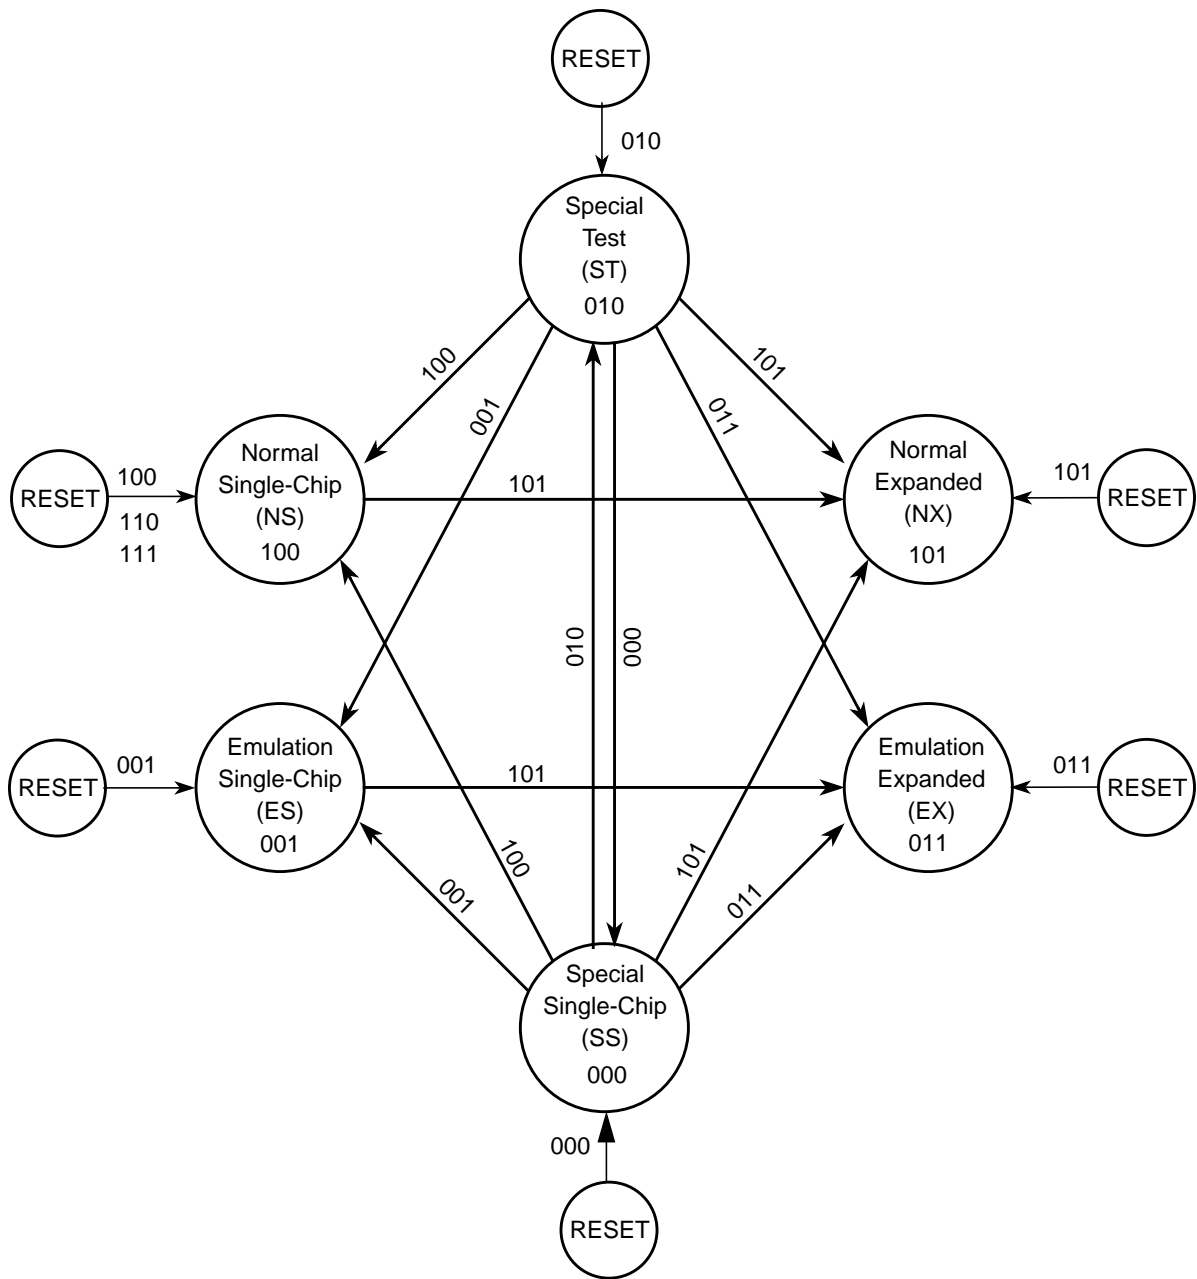 RESET
010
Special
Test
(ST)
010
100
001
101
011
Normal
Single-Chip
(NS)
100
Normal
Expanded
(NX)
101
RESET
100
110
111
101
101
RESET
010
000
Emulation
Single-Chip
(ES)
001
Emulation
Expanded
(EX)
011
RESET
001
101
011
RESET
100
001
101
011
Special
Single-Chip
(SS)
000
000
RESET